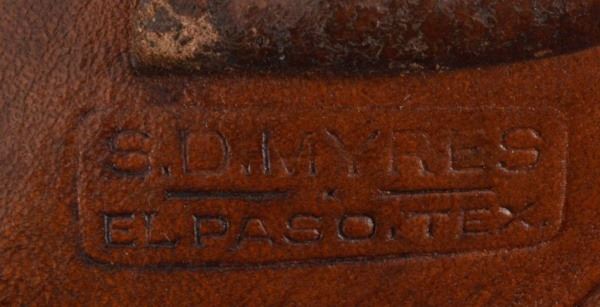 S.D.MYRES
EL PASO, TEX.